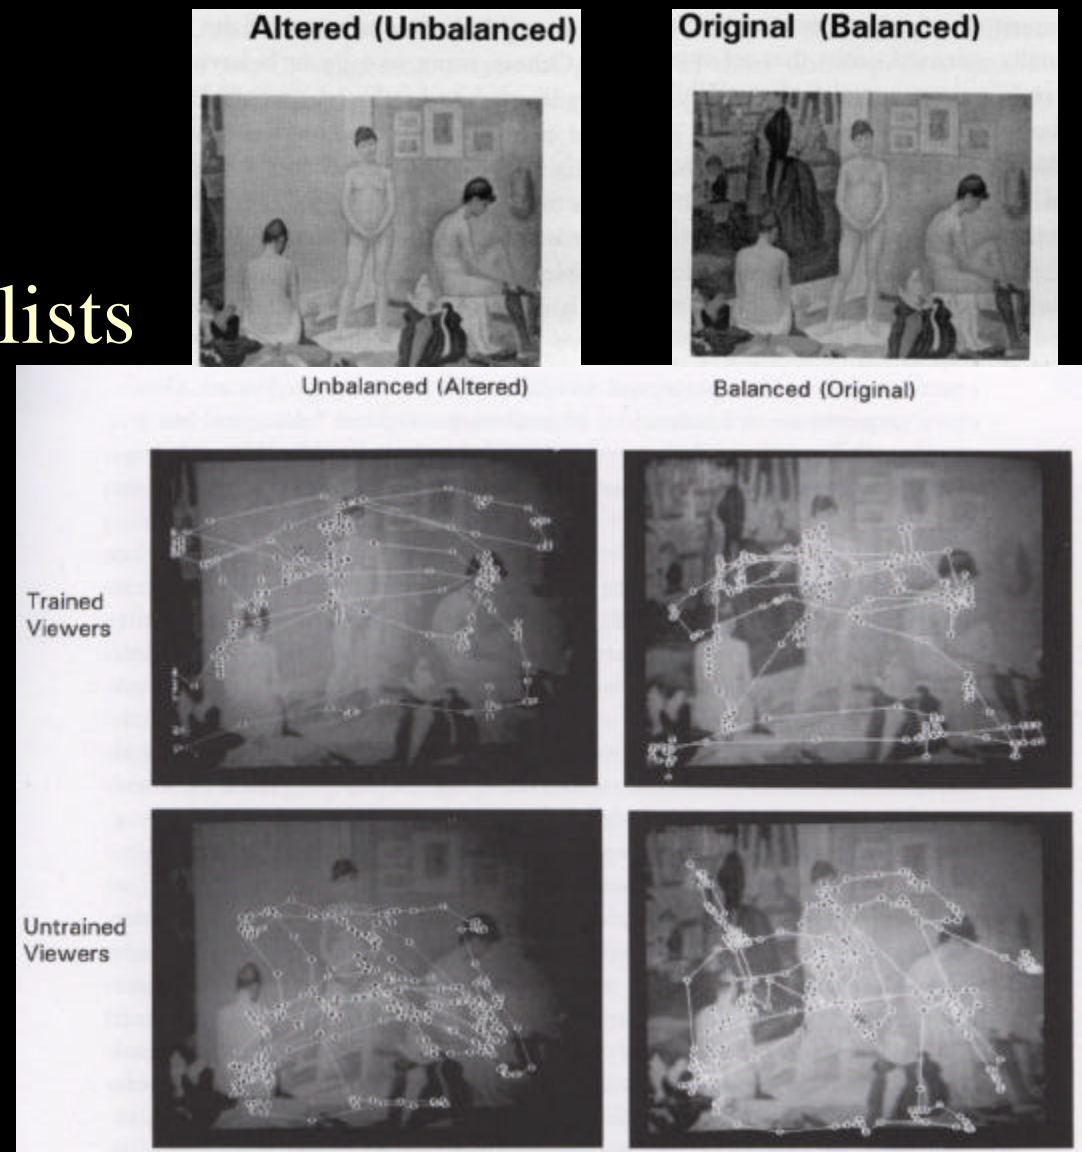 Altered (Unbalanced)
Original (Balanced)
lists
Unbalanced (Altered)
Balanced (Original)
Trained
Viewers
Untrained
Viewers